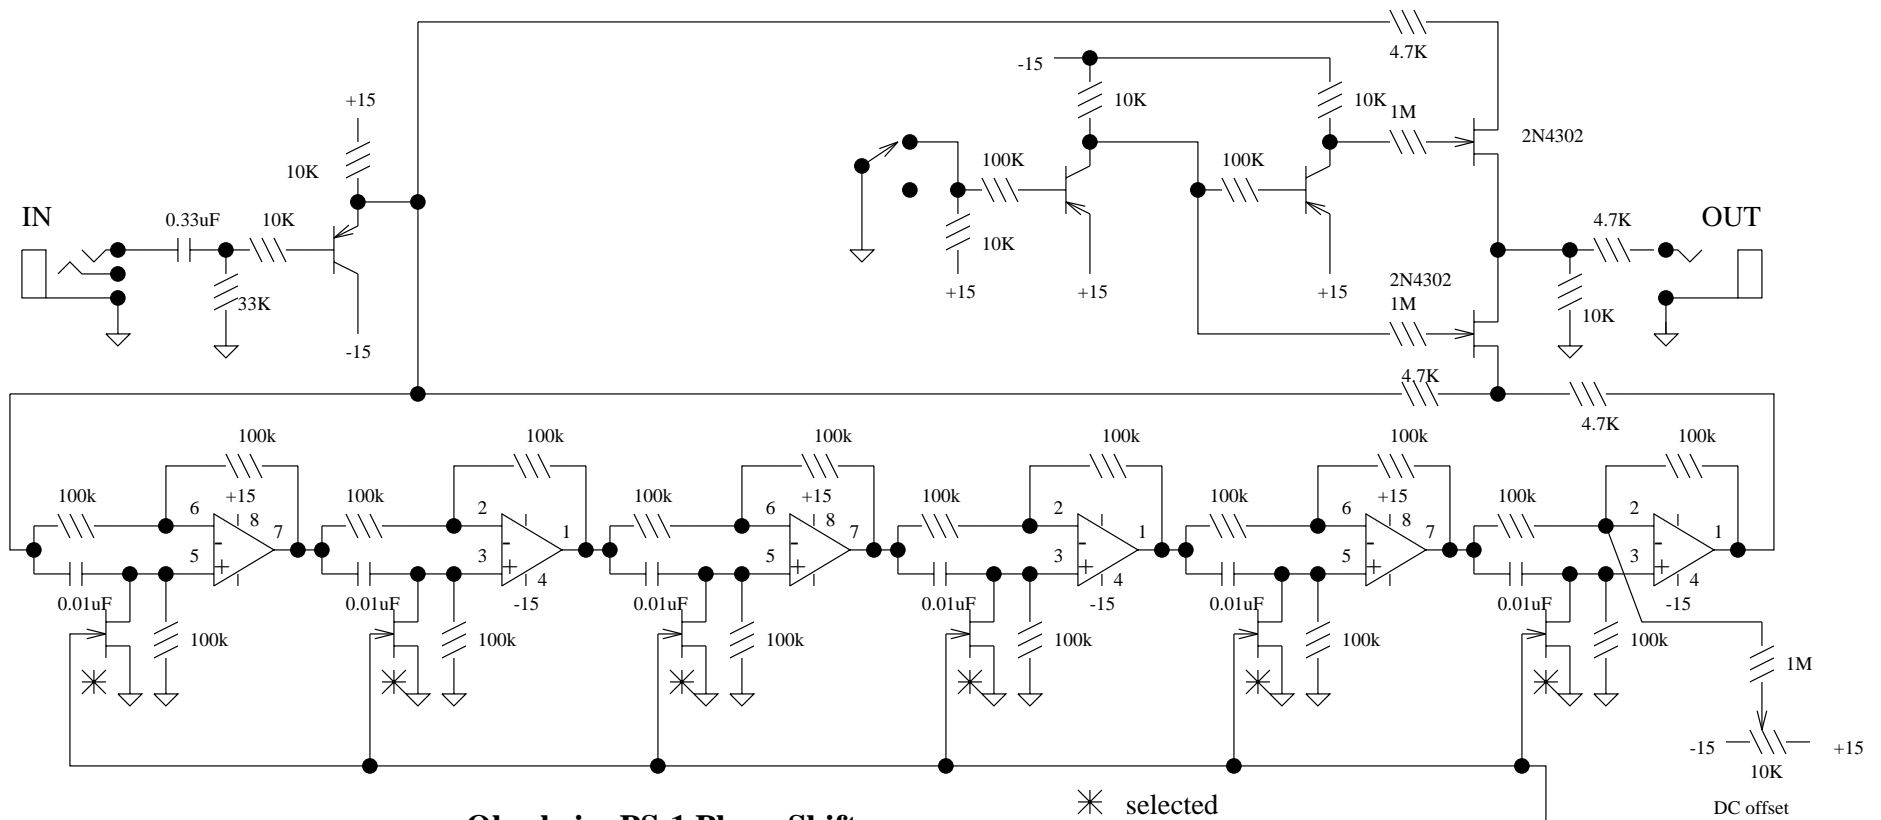 4.7K
-15
10K
10K
1M
+15
2N4302
10K
100K
100K
IN
0.33uF
10K
4.7K
OUT
10K
+15
+15
+15
2N4302
1M
33K
10K
-15
4.7K
4.7K
100k
100k
100k
100k
100k
100k
100k
6
+15
8
7
5
+
-
0.01uF
100k
100k
2
1
3
+
-
4
0.01uF
-15
100k
100k
6
+15
8
7
5
+
-
0.01uF
100k
100k
2
1
3
+
-
4
0.01uF
-15
100k
100k
6
+15
8
7
5
+
-
0.01uF
100k
100k
2
1
3
+
-
4
0.01uF
-15
100k
1M
-15
+15
10K
selected
DC offset